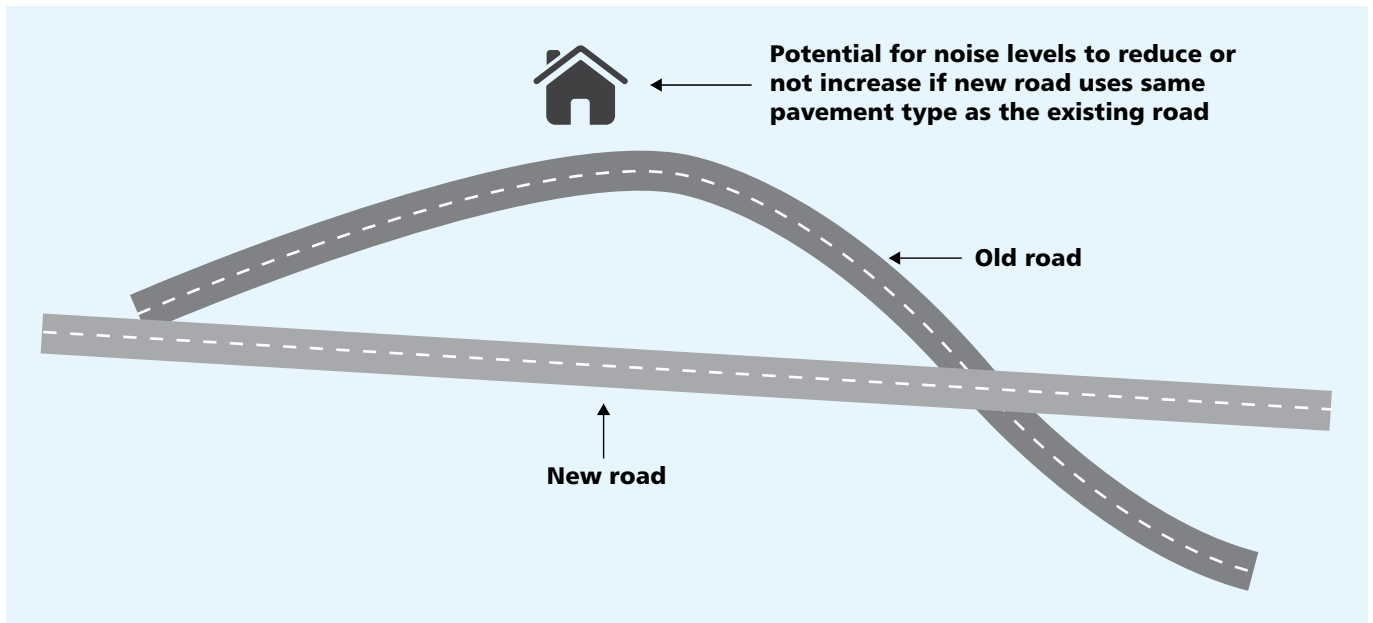 Potential for noise levels to reduce or
not increase if new road uses same
pavement type as the existing road
Old road
New road